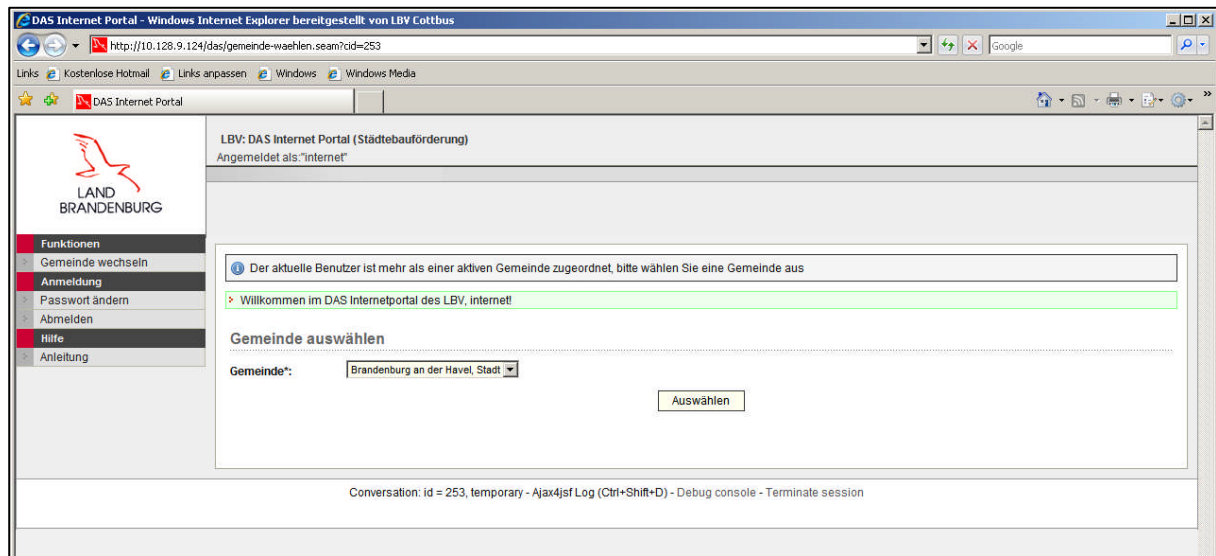 DAS Internet Portal - Windows Internet Explorer bereitgestellt von LBV Cottbus
http://10.128.9.124/das/gemeinde-waehlen.seam?cid=253
Google
Links Kostenlose Hotmail Links anpassen Windows Windows Media
DAS Internet Portal
LAND
BRANDENBURG
LBV: DAS Internet Portal (Städtebauförderung)
Angemeldet als:"internet"
Funktionen
Gemeinde wechseln
Anmeldung
Passwort ändern
Abmelden
Hilfe
Anleitung
Der aktuelle Benutzer ist mehr als einer aktiven Gemeinde zugeordnet, bitte wählen Sie eine Gemeinde aus
Willkommen im DAS Internetportal des LBV, internet!
Gemeinde auswählen
Gemeinde*: Brandenburg an der Havel, Stadt
Auswählen
Conversation: id = 253, temporary - Ajax4jsf Log (Ctrl+Shift+D) - Debug console - Terminate session